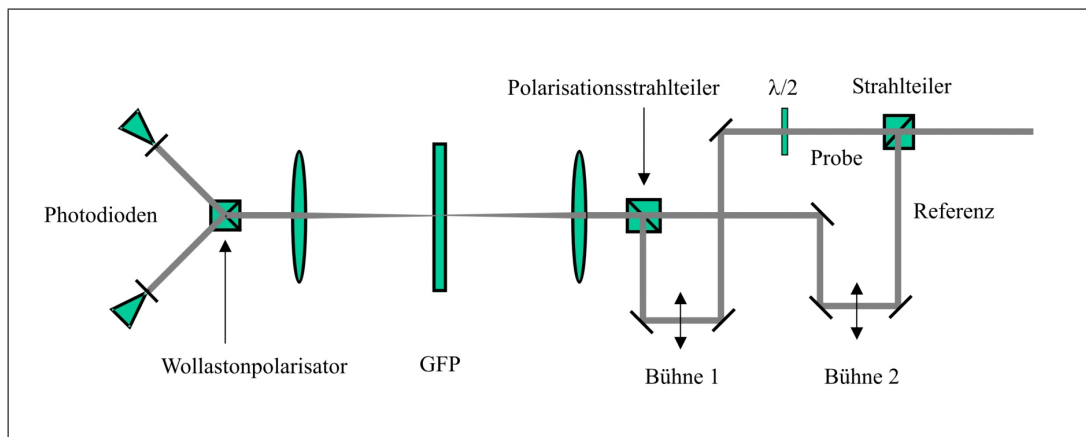 Polarisationsstrahlteiler
λ/2
Strahlteiler
Probe
Photodioden
Referenz
Wollastonpolarisator
GFP
Bühne 1
Bühne 2